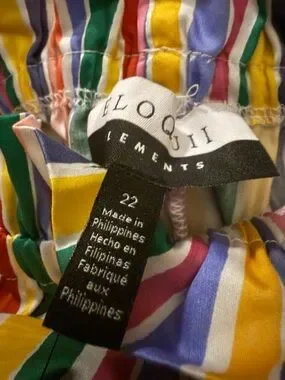 ELOQUII
ELEMENTS
22
Made in
Philippines
Hecho en
Filipinas
Fabriqué
aux
Philippines